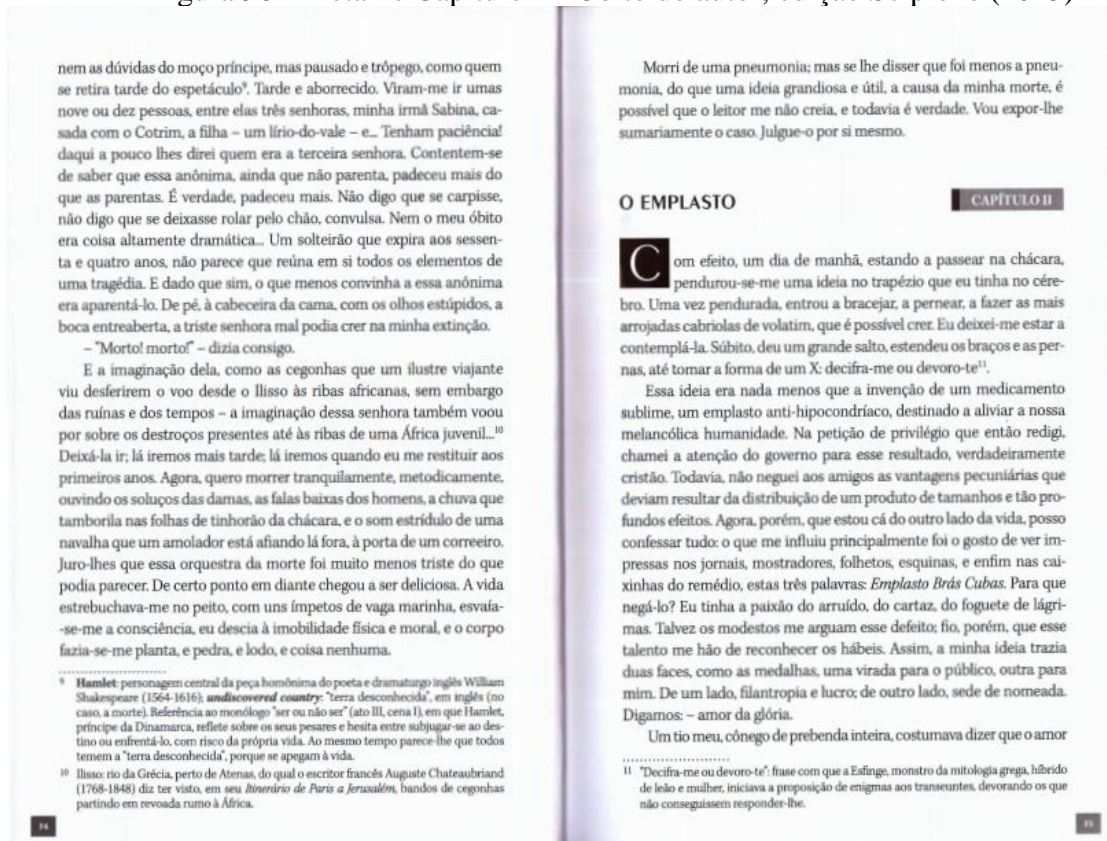 nem as dúvidas do moço príncipe, mas pausado e trôpego, como quem
se retira tarde do espetáculo⁹. Tarde e aborrecido. Viram-me ir umas
nove ou dez pessoas, entre elas três senhoras, minha irmã Sabina, ca-
sada com o Cotrim, a filha – um lírio-do-vale – e... Tenham paciência!
daqui a pouco lhes direi quem era a terceira senhora. Contentem-se
de saber que essa anônima, ainda que não parenta, padeceu mais do
que as parentas. É verdade, padeceu mais. Não digo que se carpisse,
não digo que se deixasse rolar pelo chão, convulsa. Nem o meu óbito
era coisa altamente dramática... Um solteirão que expira aos sessen-
ta e quatro anos, não parece que reúna em si todos os elementos de
uma tragédia. E dado que sim, o que menos convinha a essa anônima
era aparentá-lo. De pé, à cabeceira da cama, com os olhos estúpidos, a
boca entreaberta, a triste senhora mal podia crer na minha extinção.
– "Morto! morto!" – dizia consigo.
E a imaginação dela, como as cegonhas que um ilustre viajante
viu desferirem o voo desde o Ilisso às ribas africanas, sem embargo
das ruínas e dos tempos – a imaginação dessa senhora também voou
por sobre os destroços presentes até às ribas de uma África juvenil...¹⁰
Deixá-la ir; lá iremos mais tarde; lá iremos quando eu me restituir aos
primeiros anos. Agora, quero morrer tranquilamente, metodicamente,
ouvindo os soluços das damas, as falas baixas dos homens, a chuva que
tamborila nas folhas de tinhorão da chácara, e o som estrídulo de uma
navalha que um amolador está afiando lá fora, à porta de um correeiro.
Juro-lhes que essa orquestra da morte foi muito menos triste do que
podia parecer. De certo ponto em diante chegou a ser deliciosa. A vida
estrebuchava-me no peito, com uns ímpetos de vaga marinha, esvaía-
-se-me a consciência, eu descia à imobilidade física e moral, e o corpo
fazia-se-me planta, e pedra, e lodo, e coisa nenhuma.
⁹ Hamlet: personagem central da peça homônima do poeta e dramaturgo inglês William
Shakespeare (1564-1616); undiscovered country: "terra desconhecida", em inglês (no
caso, a morte). Referência ao monólogo "ser ou não ser" (ato III, cena I), em que Hamlet,
príncipe da Dinamarca, reflete sobre os seus pesares e hesita entre subjugar-se ao des-
tino ou enfrentá-lo, com risco da própria vida. Ao mesmo tempo parece-lhe que todos
temem a "terra desconhecida", porque se apegam à vida.
¹⁰ Ilisso: rio da Grécia, perto de Atenas, do qual o escritor francês Auguste Chateaubriand
(1768-1848) diz ter visto, em seu Itinerário de Paris a Jerusalém, bandos de cegonhas
partindo em revoada rumo à África.
Morri de uma pneumonia; mas se lhe disser que foi menos a pneu-
monia, do que uma ideia grandiosa e útil, a causa da minha morte, é
possível que o leitor me não creia, e todavia é verdade. Vou expor-lhe
sumariamente o caso. Julgue-o por si mesmo.
O EMPLASTO CAPÍTULO II
Com efeito, um dia de manhã, estando a passear na chácara,
pendurou-se-me uma ideia no trapézio que eu tinha no cére-
bro. Uma vez pendurada, entrou a bracejar, a pernear, a fazer as mais
arrojadas cabriolas de volatim, que é possível crer. Eu deixei-me estar a
contemplá-la. Súbito, deu um grande salto, estendeu os braços e as per-
nas, até tomar a forma de um X: decifra-me ou devoro-te¹¹.
Essa ideia era nada menos que a invenção de um medicamento
sublime, um emplasto anti-hipocondríaco, destinado a aliviar a nossa
melancólica humanidade. Na petição de privilégio que então redigi,
chamei a atenção do governo para esse resultado, verdadeiramente
cristão. Todavia, não neguei aos amigos as vantagens pecuniárias que
deviam resultar da distribuição de um produto de tamanhos e tão pro-
fundos efeitos. Agora, porém, que estou cá do outro lado da vida, posso
confessar tudo: o que me influiu principalmente foi o gosto de ver im-
pressas nos jornais, mostradores, folhetos, esquinas, e enfim nas cai-
xinhas do remédio, estas três palavras: Emplasto Brás Cubas. Para que
negá-lo? Eu tinha a paixão do arruído, do cartaz, do foguete de lágri-
mas. Talvez os modestos me arguam esse defeito; fio, porém, que esse
talento me hão de reconhecer os hábeis. Assim, a minha ideia trazia
duas faces, como as medalhas, uma virada para o público, outra para
mim. De um lado, filantropia e lucro; de outro lado, sede de nomeada.
Digamos: – amor da glória.
Um tio meu, cônego de prebenda inteira, costumava dizer que o amor
¹¹ "Decifra-me ou devoro-te": frase com que a Esfinge, monstro da mitologia grega, híbrido
de leão e mulher, iniciava a proposição de enigmas aos transeuntes, devorando os que
não conseguissem responder-lhe.